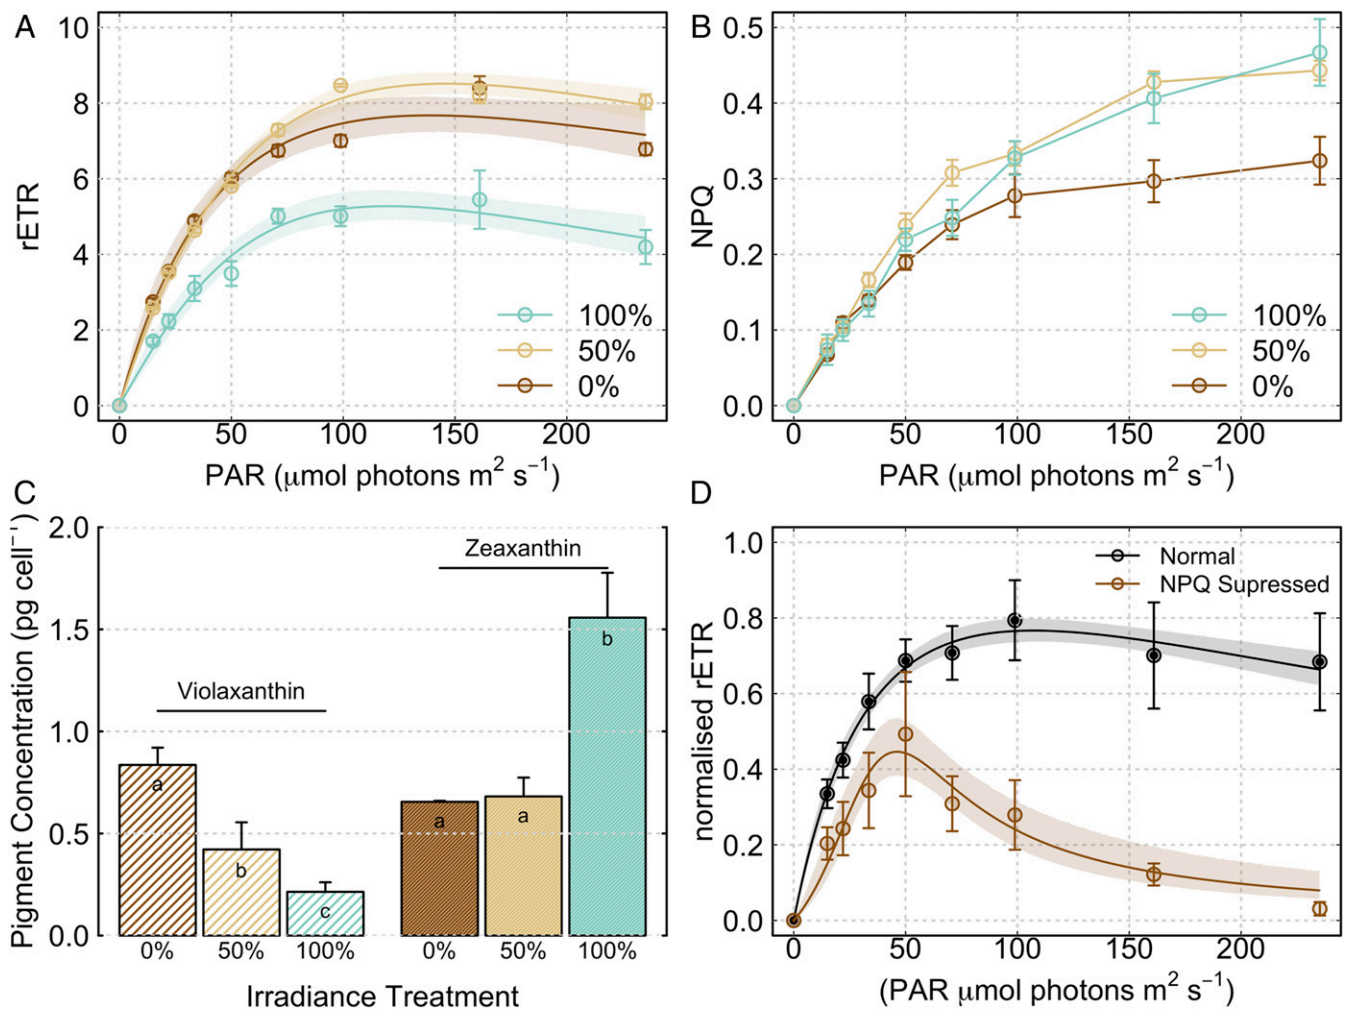 A
10
8
6
4
2
0
rETR
100%
50%
0%
0 50 100 150 200
PAR (μmol photons m² s⁻¹)
B
0.5
0.4
0.3
0.2
0.1
0.0
NPQ
100%
50%
0%
0 50 100 150 200
PAR (μmol photons m² s⁻¹)
C
2.0
1.5
1.0
0.5
0.0
Pigment Concentration (pg cell⁻¹)
Zeaxanthin
Violaxanthin
a b c a a b
0% 50% 100% 0% 50% 100%
Irradiance Treatment
D
1.0
0.8
0.6
0.4
0.2
0.0
normalised rETR
Normal
NPQ Supressed
0 50 100 150 200
(PAR μmol photons m² s⁻¹)